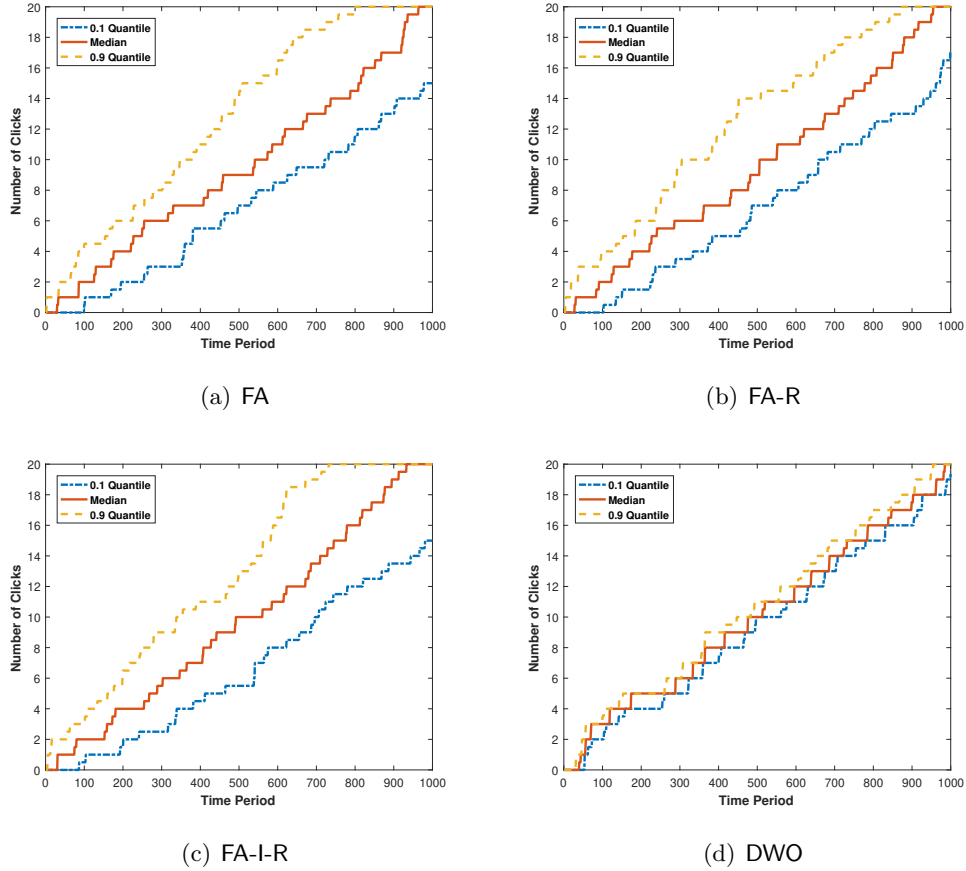 20
18
16
14
12
10
8
6
4
2
0
Number of Clicks
0.1 Quantile
Median
0.9 Quantile
0 100 200 300 400 500 600 700 800 900 1000
Time Period
(a) FA
20
18
16
14
12
10
8
6
4
2
0
Number of Clicks
0.1 Quantile
Median
0.9 Quantile
0 100 200 300 400 500 600 700 800 900 1000
Time Period
(b) FA-R
20
18
16
14
12
10
8
6
4
2
0
Number of Clicks
0.1 Quantile
Median
0.9 Quantile
0 100 200 300 400 500 600 700 800 900 1000
Time Period
(c) FA-I-R
20
18
16
14
12
10
8
6
4
2
0
Number of Clicks
0.1 Quantile
Median
0.9 Quantile
0 100 200 300 400 500 600 700 800 900 1000
Time Period
(d) DWO